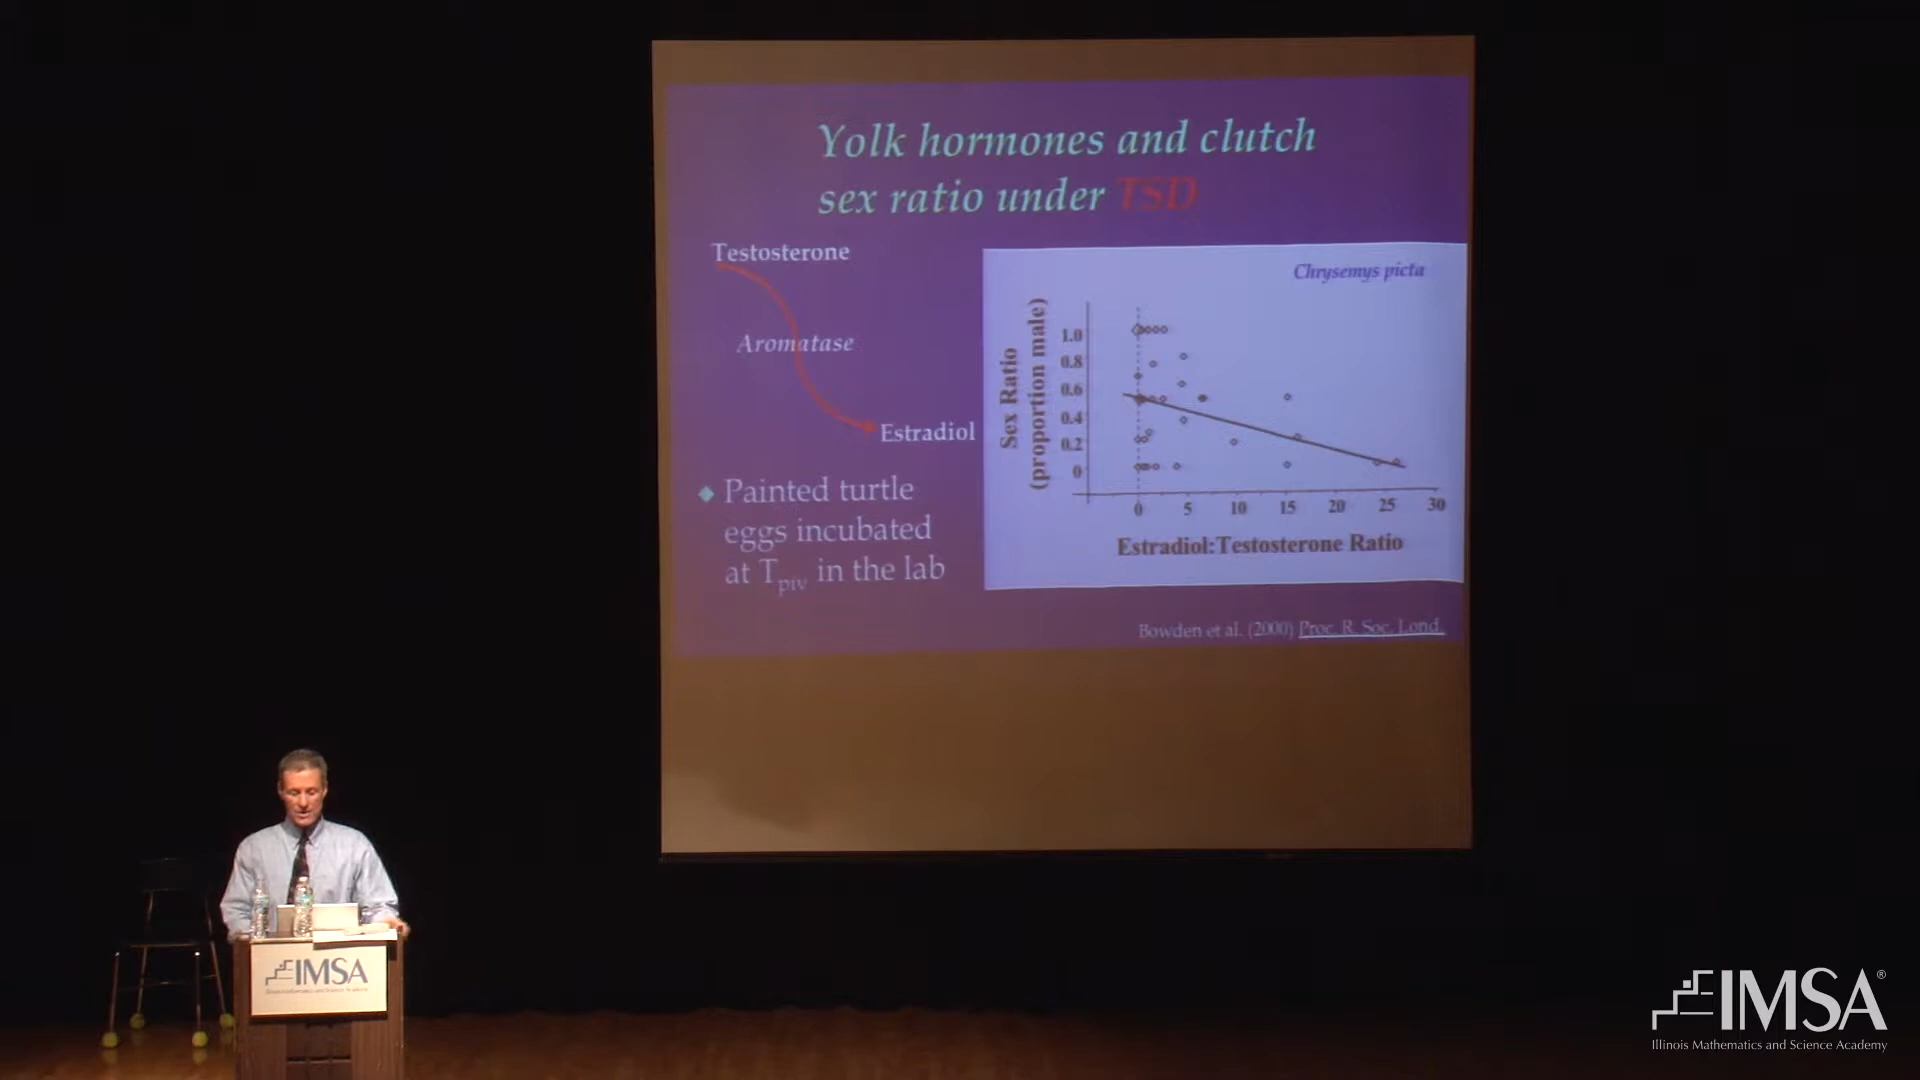 Yolk hormones and clutch
sex ratio under TSD
Testosterone
Aromatase
Estradiol
◆ Painted turtle
eggs incubated
at Tpiv in the lab
Chrysemys picta
Sex Ratio
(proportion male)
1.0
0.8
0.6
0.4
0.2
0
0 5 10 15 20 25 30
Estradiol:Testosterone Ratio
Bowden et al. (2000) Proc. R. Soc. Lond.
IMSA
IMSA®
Illinois Mathematics and Science Academy